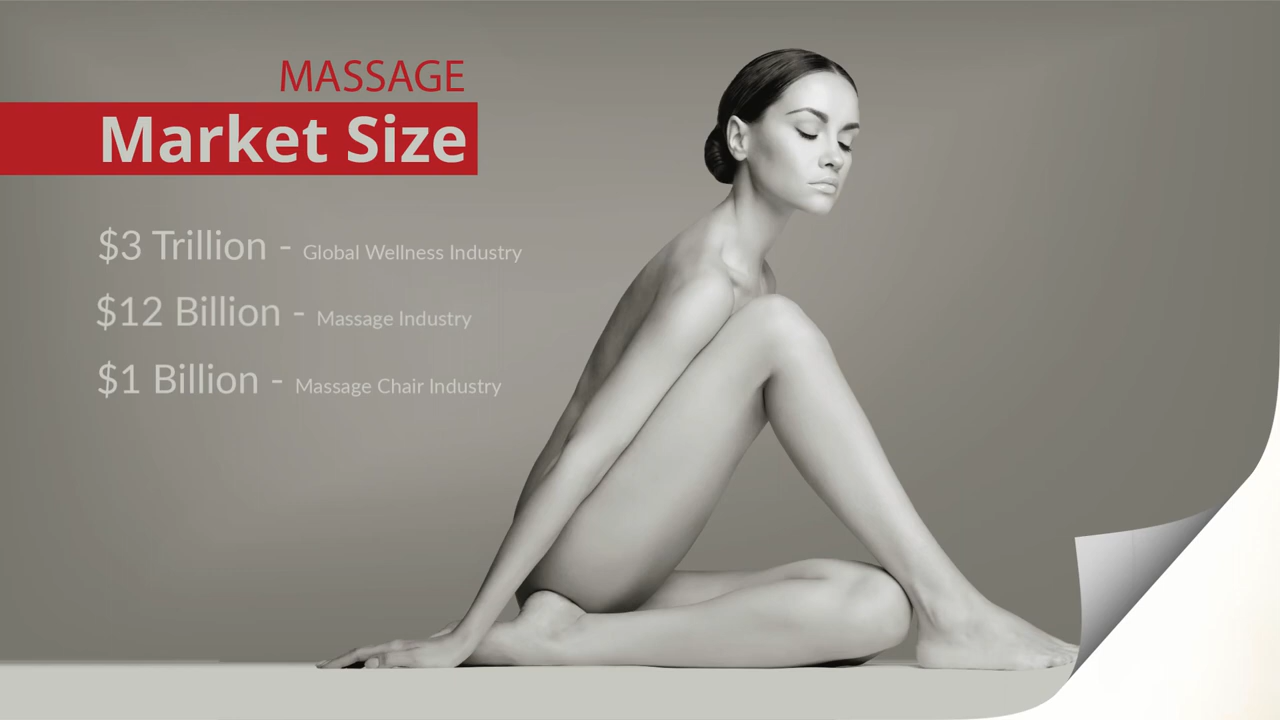 MASSAGE
Market Size
$3 Trillion - Global Wellness Industry
$12 Billion - Massage Industry
$1 Billion - Massage Chair Industry